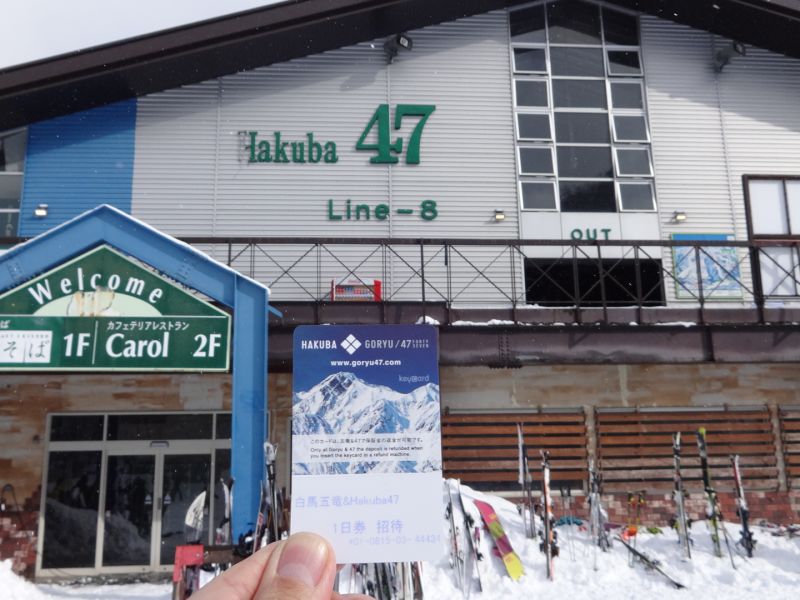 Hakuba 47
Line-8
OUT
Welcome
カフェテリアレストラン
そば 1F Carol 2F
HAKUBA GORYU/47
www.goryu47.com
keycard
このカードは、五竜&47で保証金の返金が可能です。
Only at Goryu & 47 the deposit is refunded when
you insert the keycard in a refund machine.
白馬五竜&Hakuba47
1日券 招待